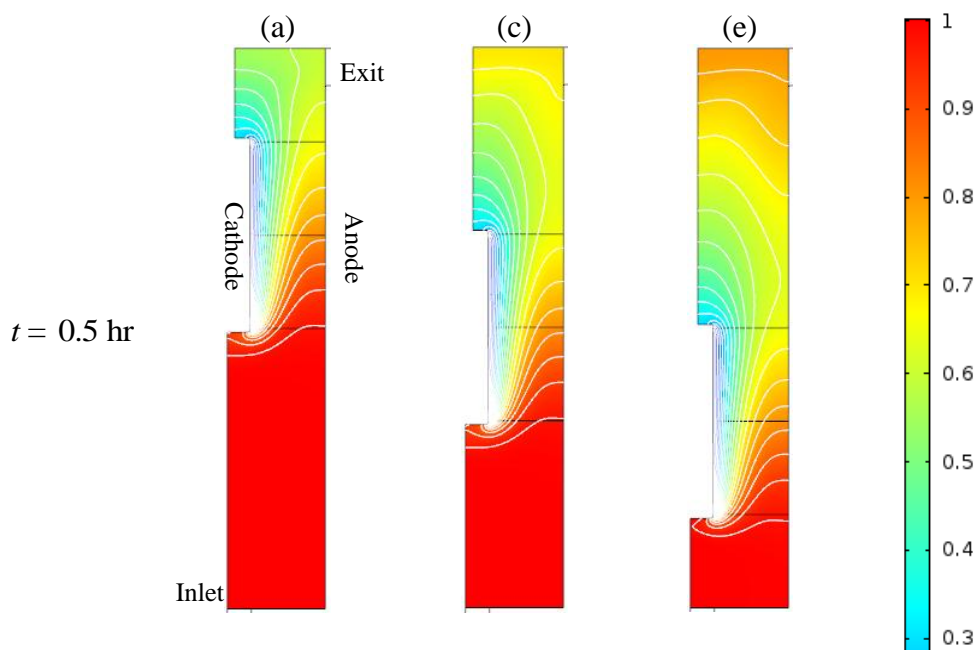 (a)
(c)
(e)
Exit
Cathode
Anode
t = 0.5 hr
Inlet
1
0.9
0.8
0.7
0.6
0.5
0.4
0.3